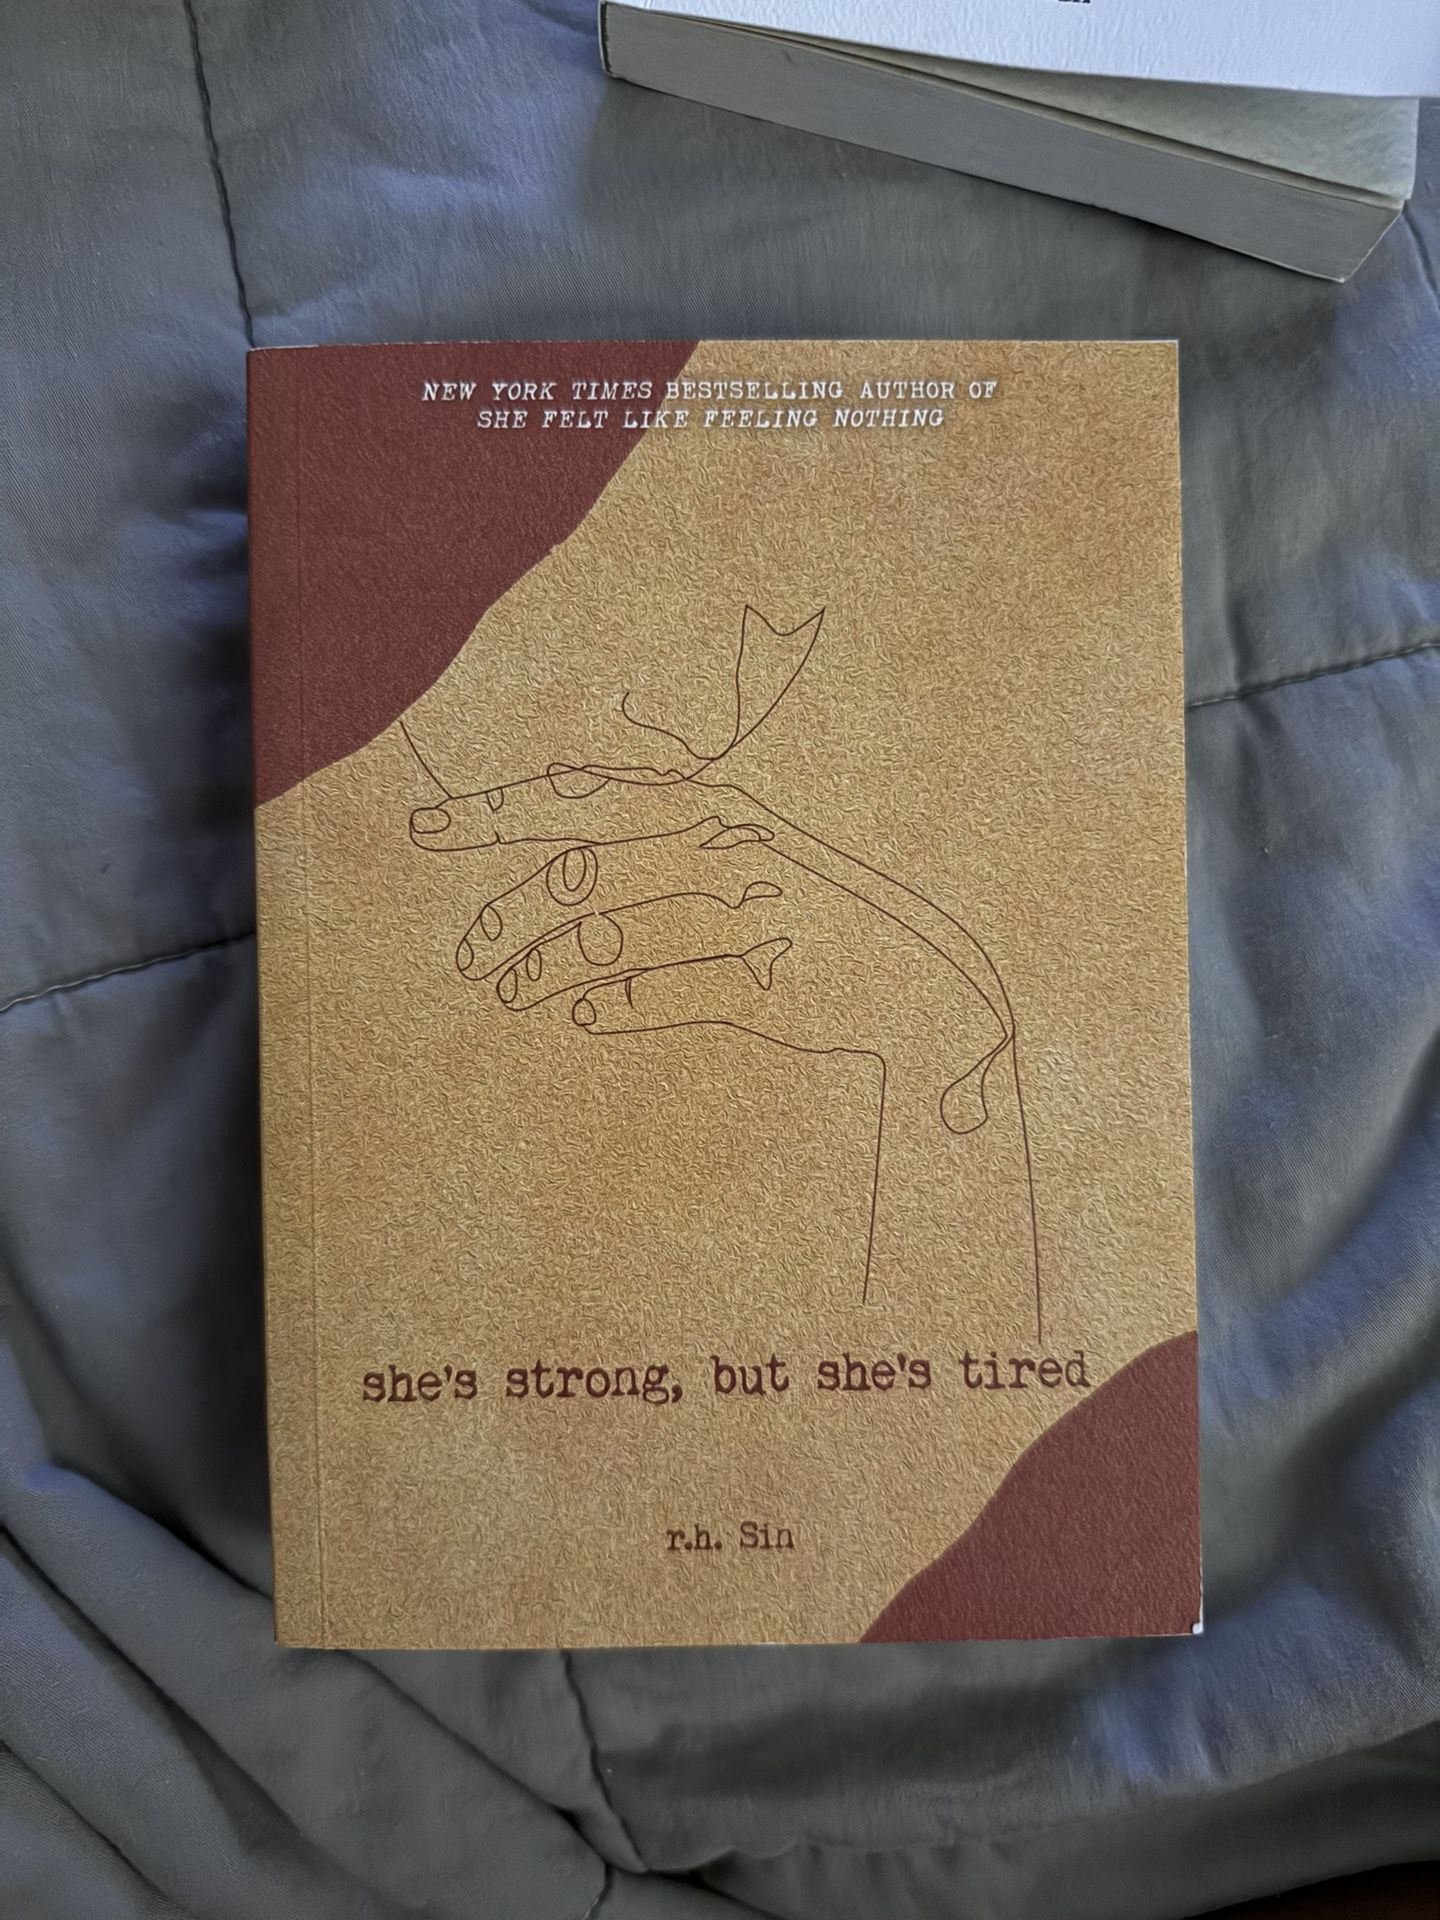 NEW YORK TIMES BESTSELLING AUTHOR OF
SHE FELT LIKE FEELING NOTHING
she's strong, but she's tired
r.h. Sin